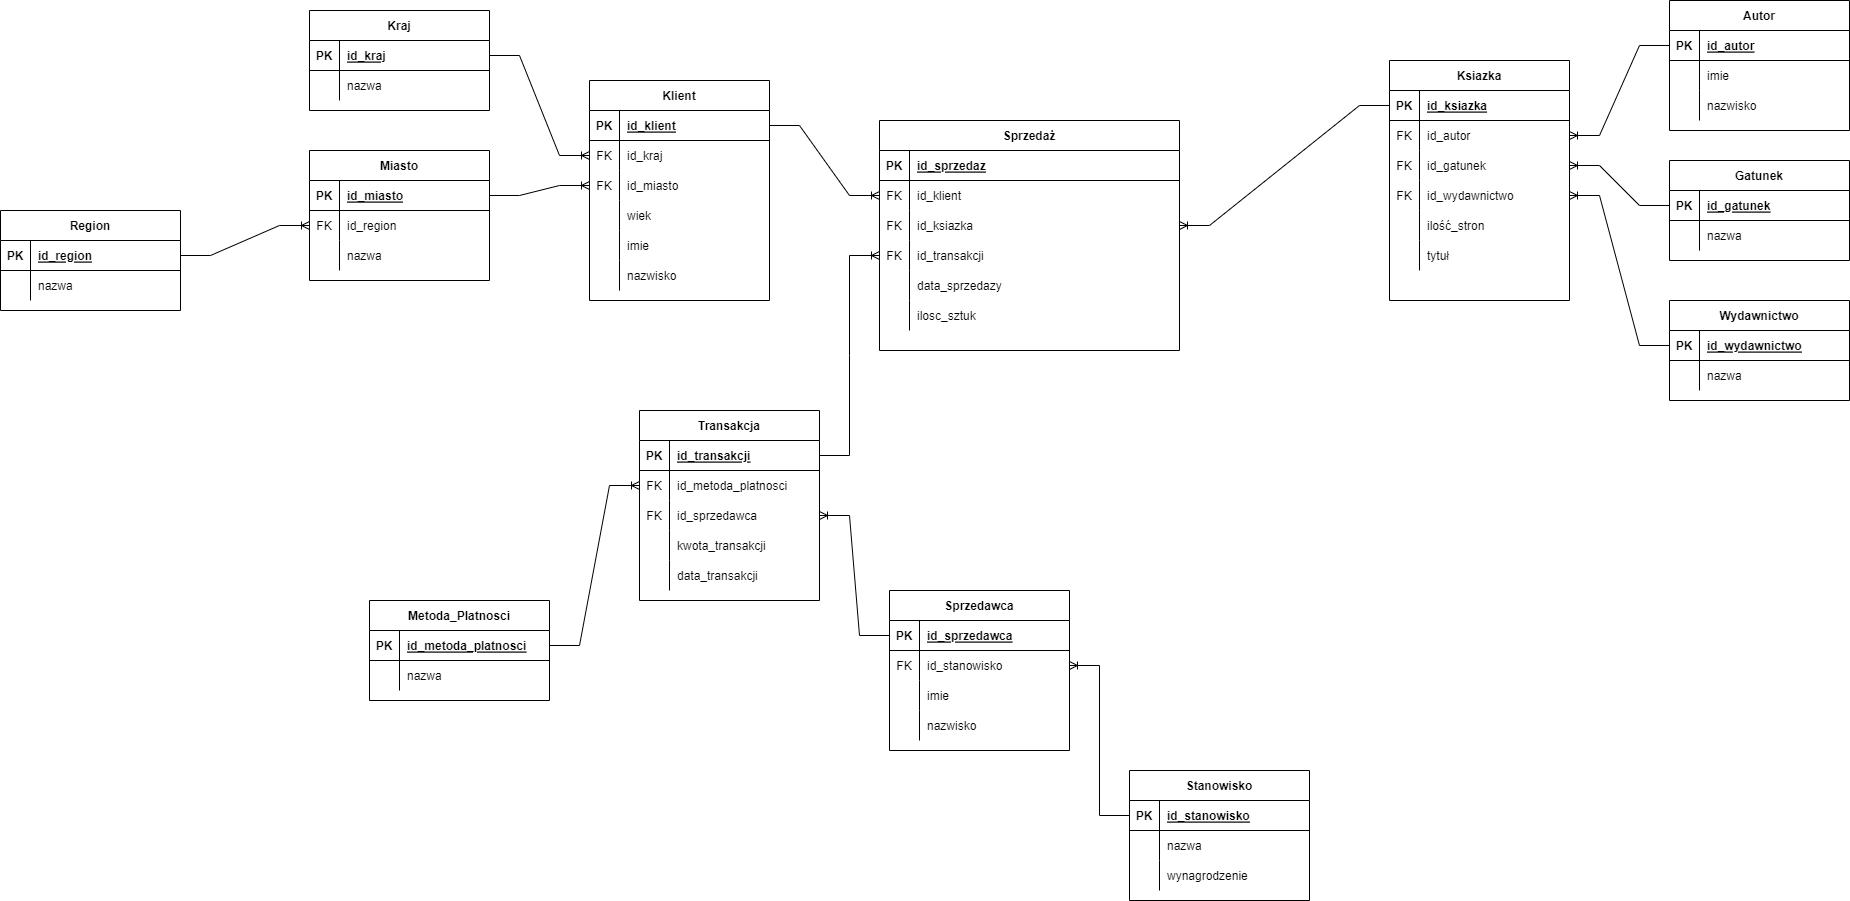 Kraj
PK id_kraj
nazwa
Miasto
PK id_miasto
FK id_region
nazwa
Region
PK id_region
nazwa
Klient
PK id_klient
FK id_kraj
FK id_miasto
wiek
imie
nazwisko
Sprzedaż
PK id_sprzedaz
FK id_klient
FK id_ksiazka
FK id_transakcji
data_sprzedazy
ilosc_sztuk
Ksiazka
PK id_ksiazka
FK id_autor
FK id_gatunek
FK id_wydawnictwo
ilość_stron
tytuł
Autor
PK id_autor
imie
nazwisko
Gatunek
PK id_gatunek
nazwa
Wydawnictwo
PK id_wydawnictwo
nazwa
Transakcja
PK id_transakcji
FK id_metoda_platnosci
FK id_sprzedawca
kwota_transakcji
data_transakcji
Metoda_Platnosci
PK id_metoda_platnosci
nazwa
Sprzedawca
PK id_sprzedawca
FK id_stanowisko
imie
nazwisko
Stanowisko
PK id_stanowisko
nazwa
wynagrodzenie